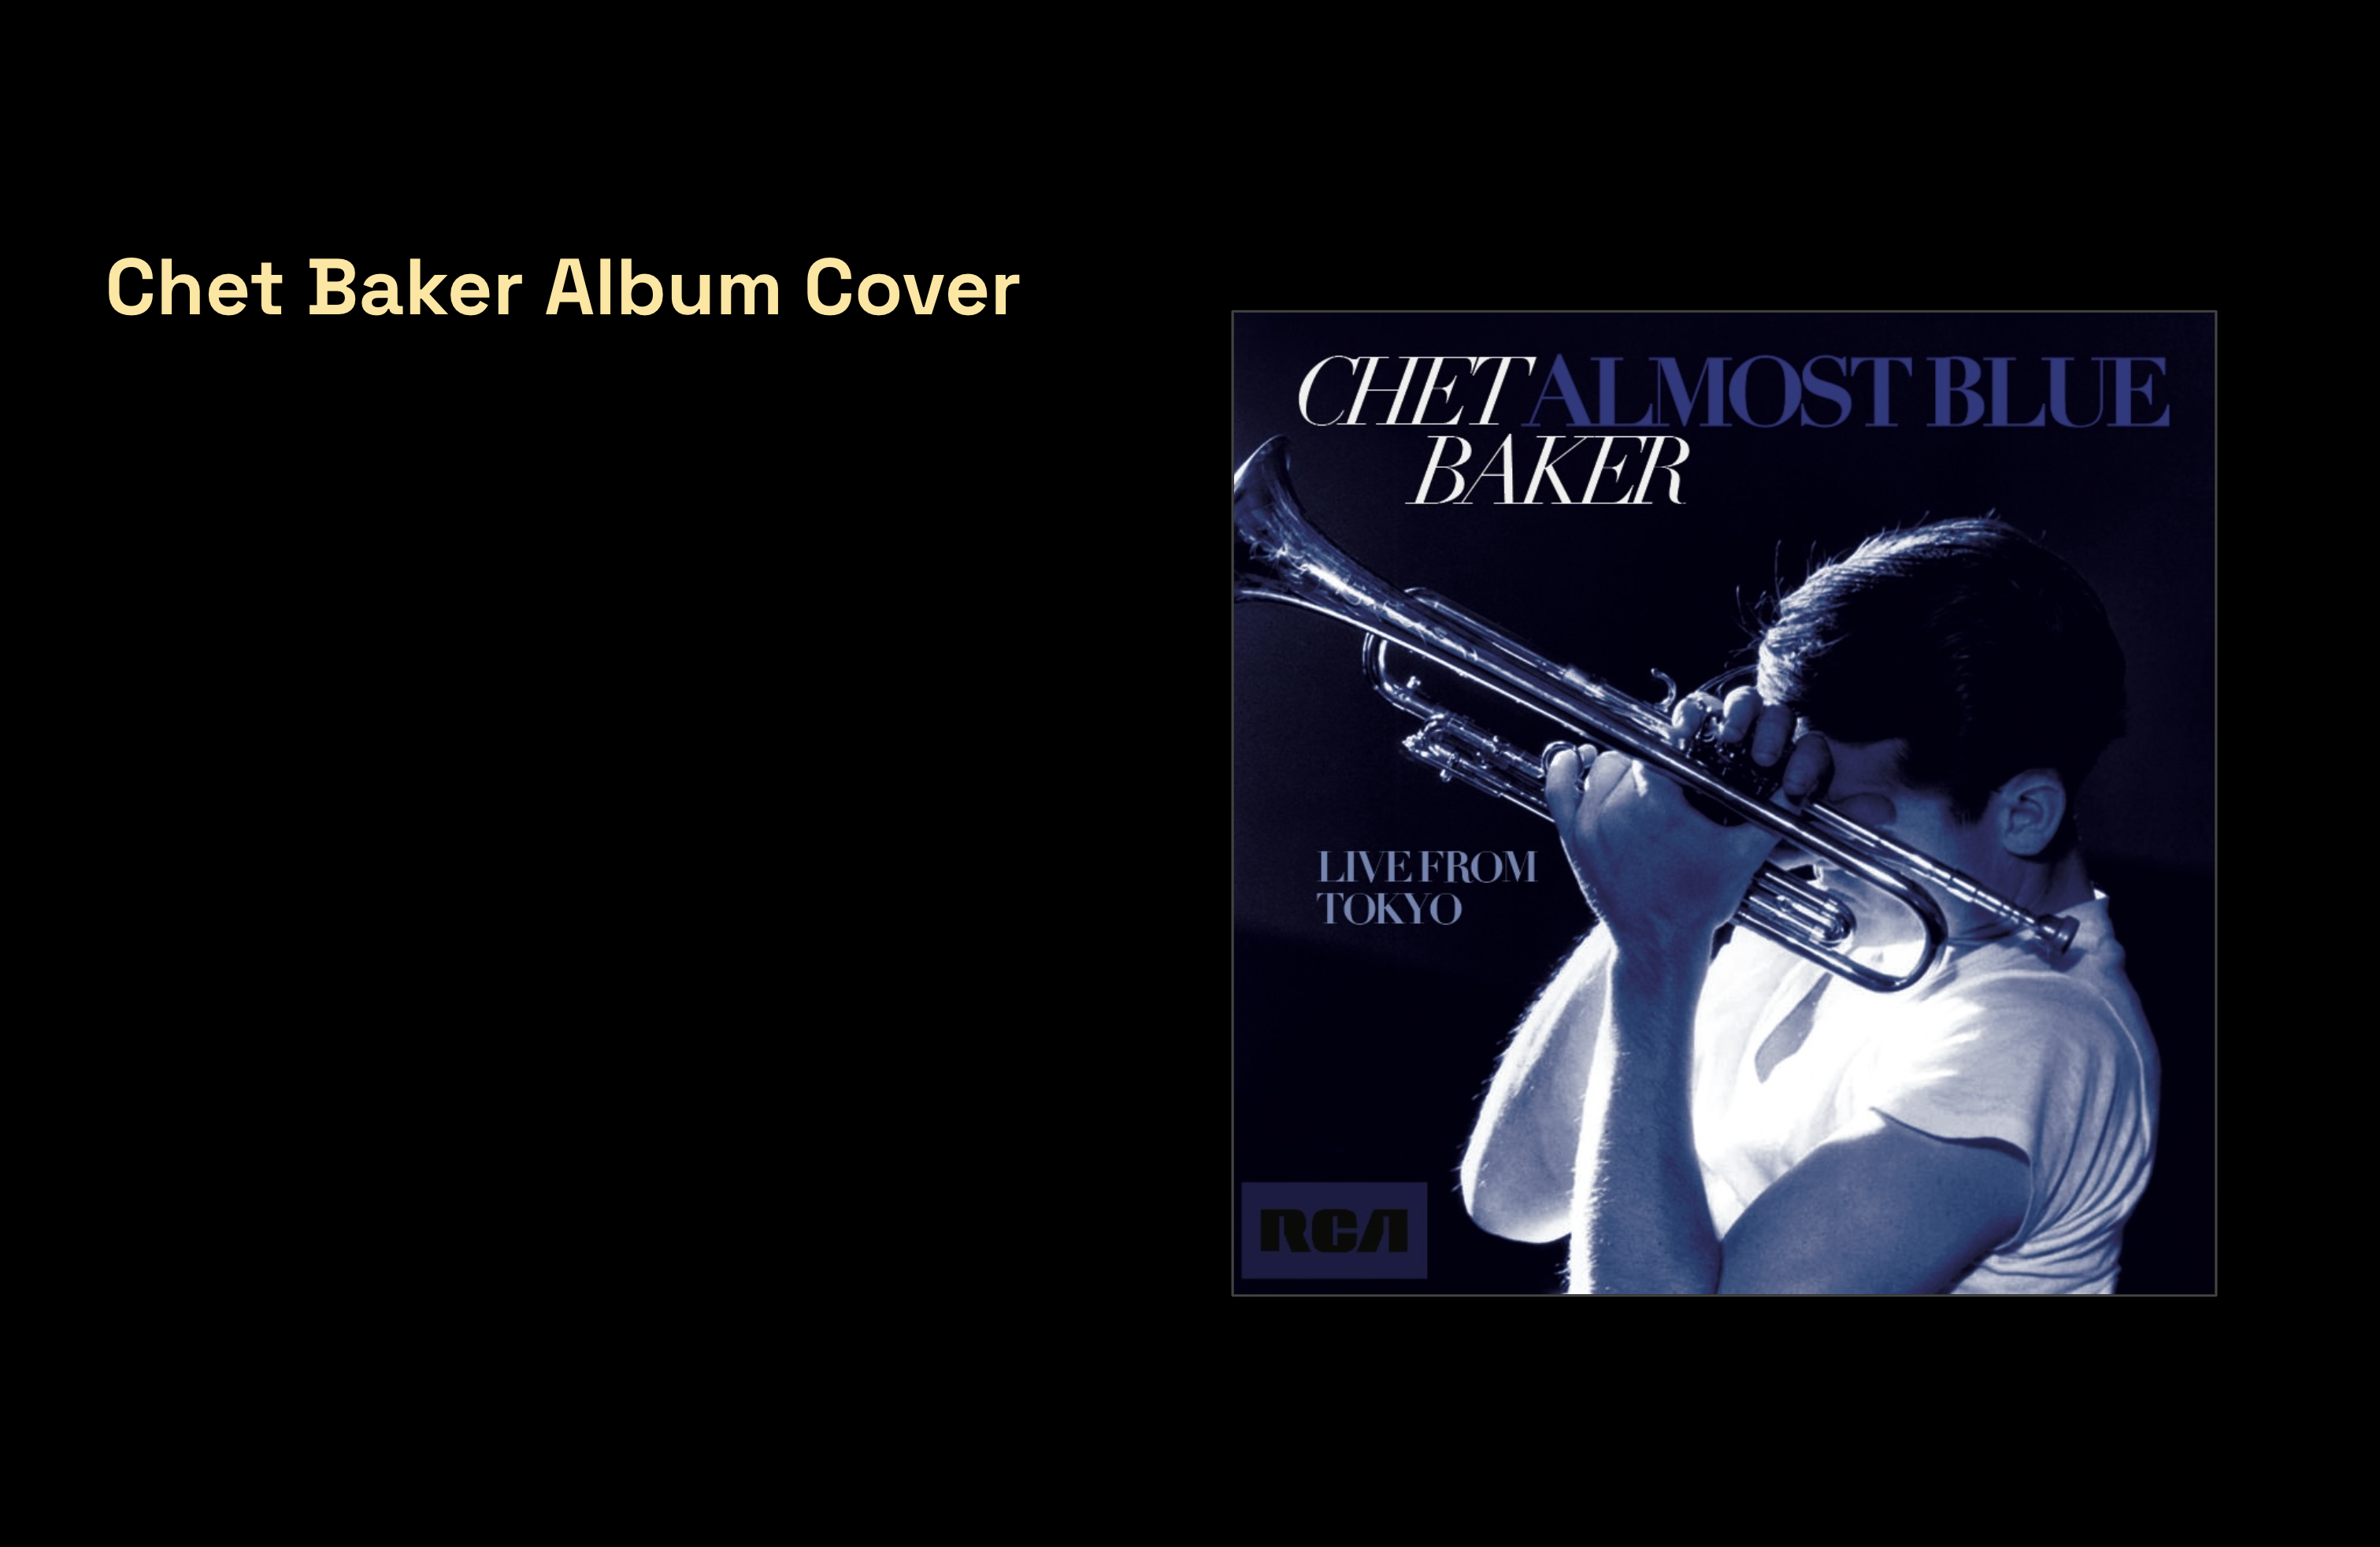 Chet Baker Album Cover
CHET ALMOST BLUE
BAKER
LIVE FROM
TOKYO
RCA